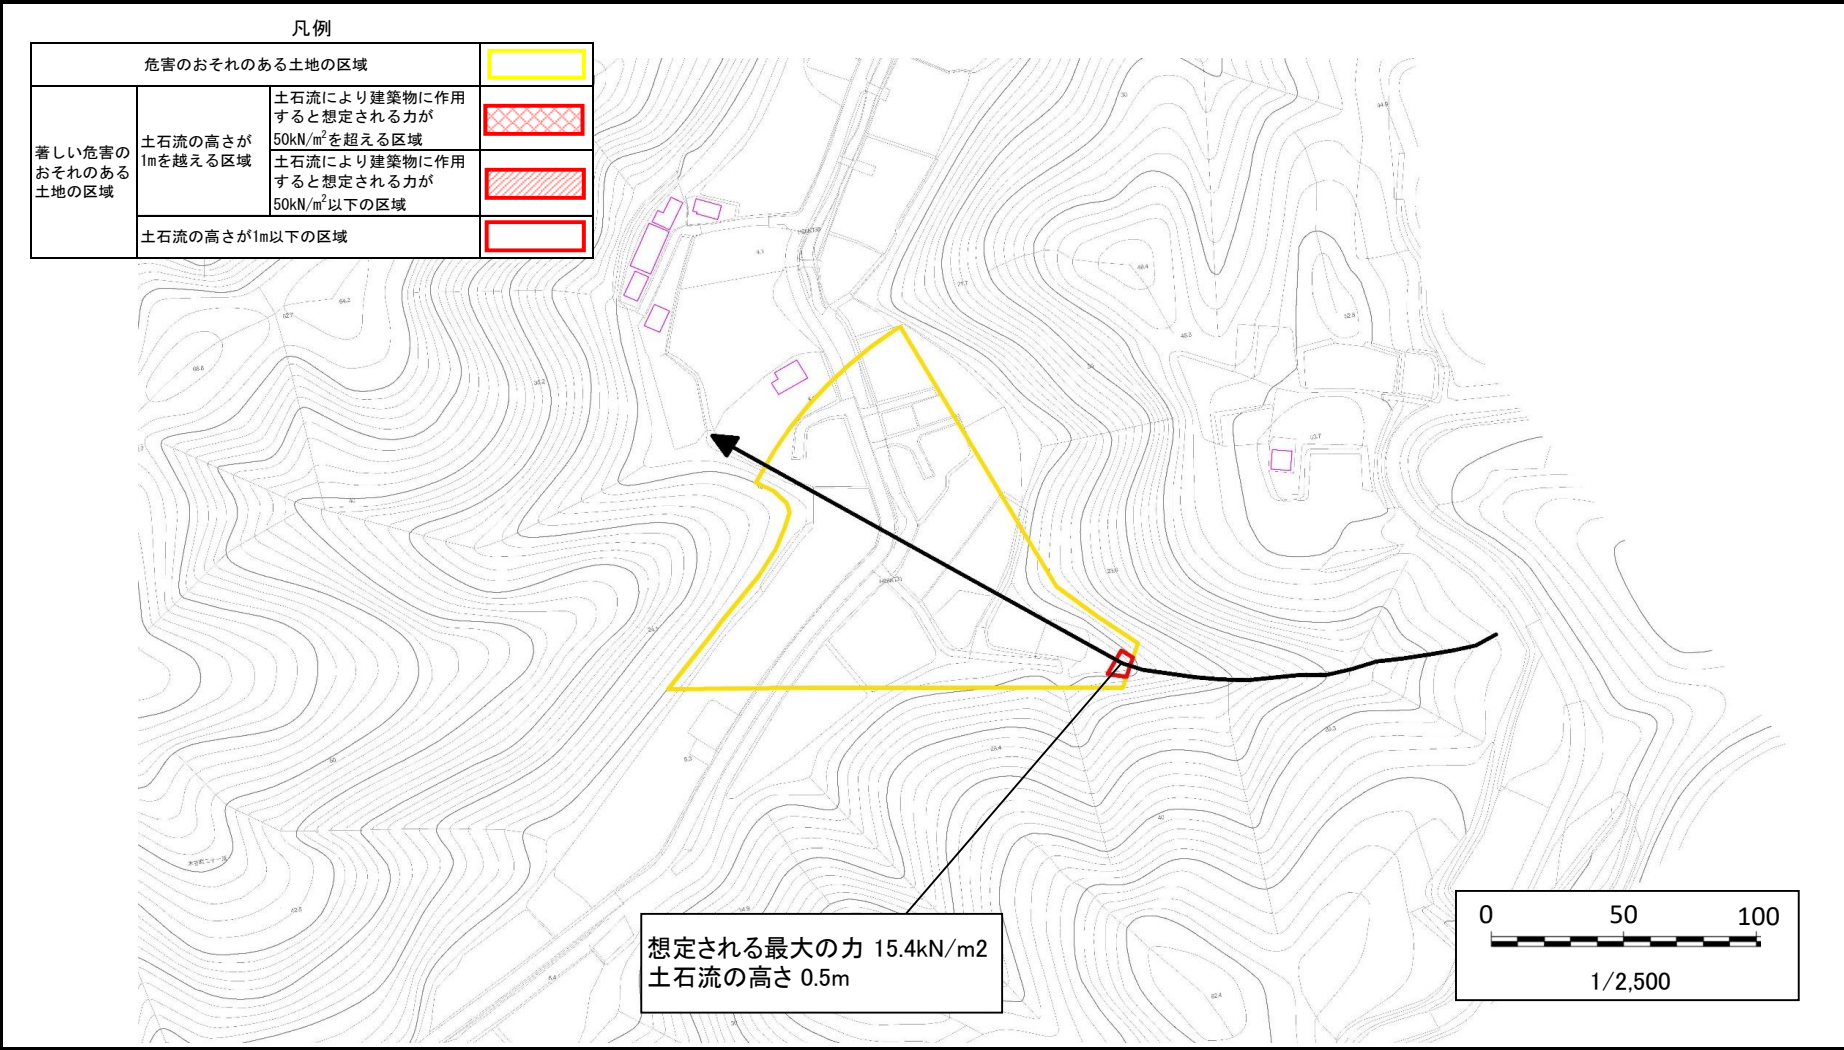 凡例
危害のおそれのある土地の区域
著しい危害の
おそれのある
土地の区域
土石流の高さが
1mを越える区域
土石流により建築物に作用
すると想定される力が
50kN/m²を超える区域
土石流により建築物に作用
すると想定される力が
50kN/m²以下の区域
土石流の高さが1m以下の区域
想定される最大の力 15.4kN/m2
土石流の高さ 0.5m
0 50 100
1/2,500